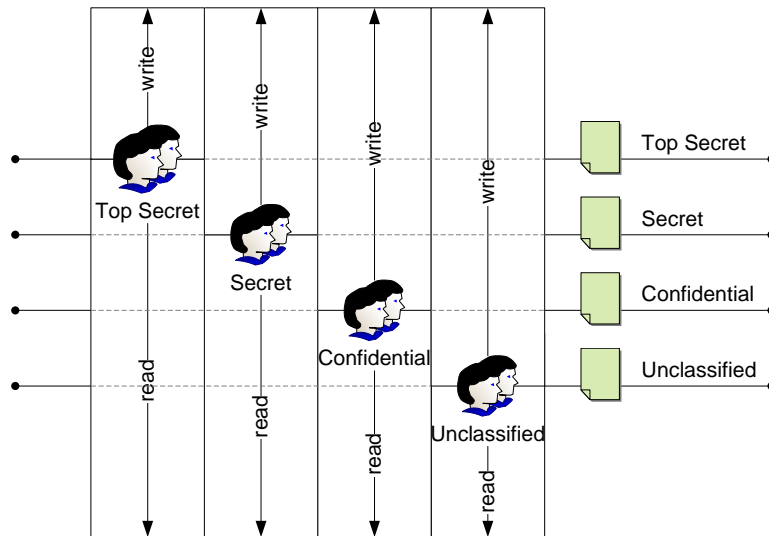 write
write
write
write
Top Secret
Top Secret
Secret
Secret
Confidential
Confidential
Unclassified
Unclassified
read
read
read
read